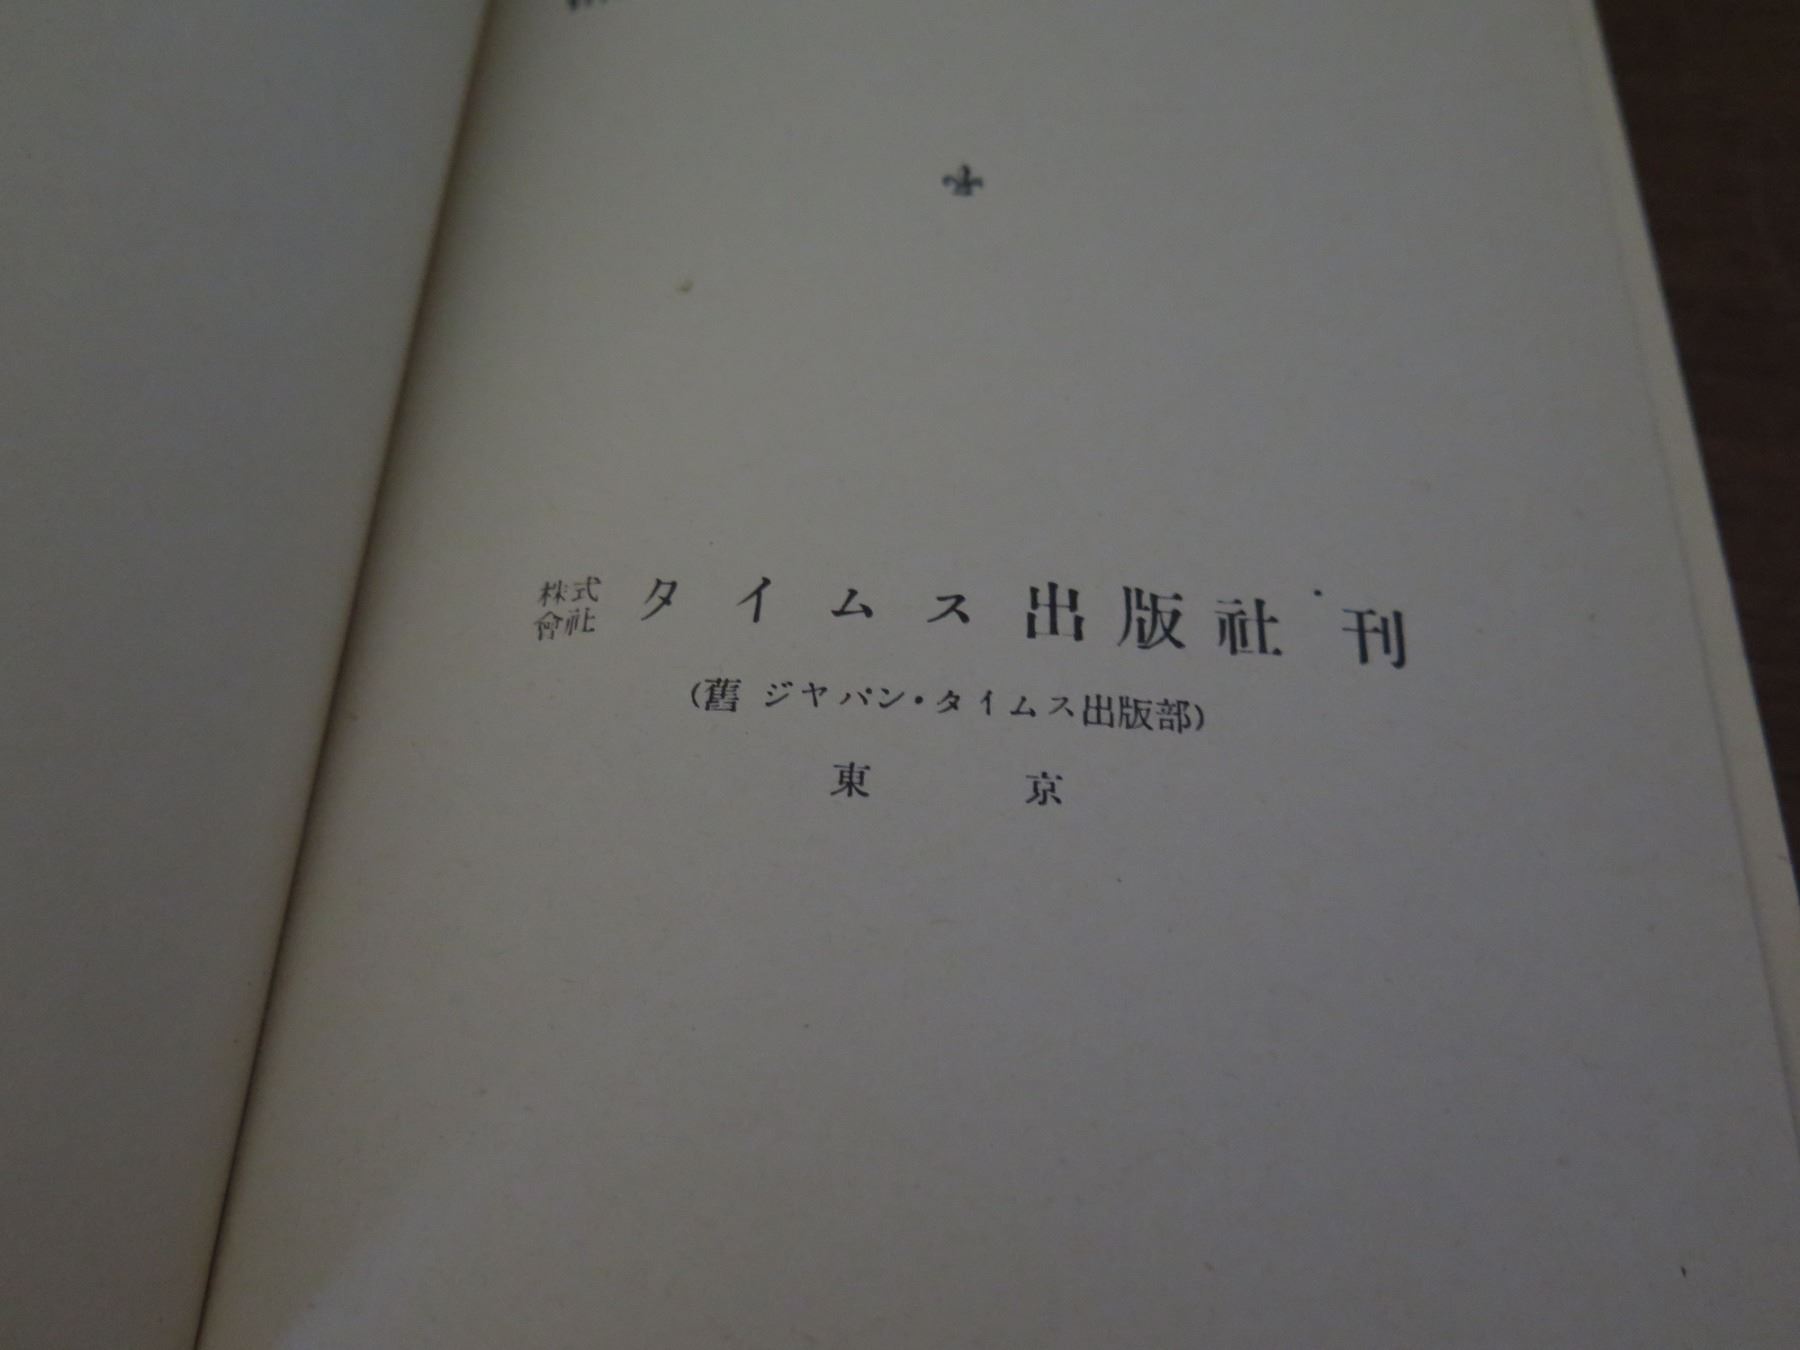 株式會社 タイムス出版社 刊
(舊 ジヤパン・タイムス出版部)
東京